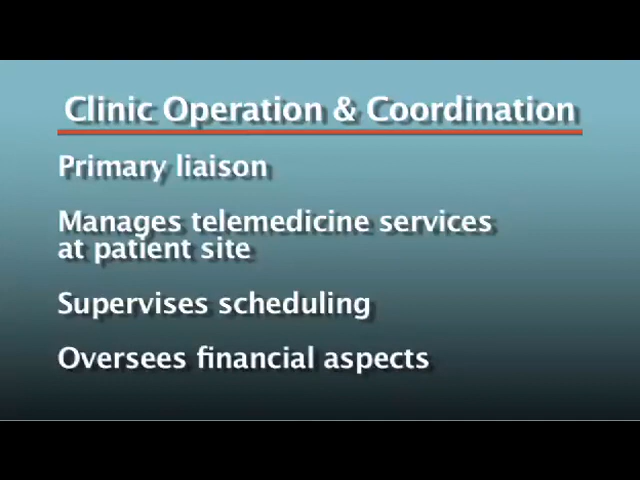 Clinic Operation & Coordination
Primary liaison
Manages telemedicine services
at patient site
Supervises scheduling
Oversees financial aspects